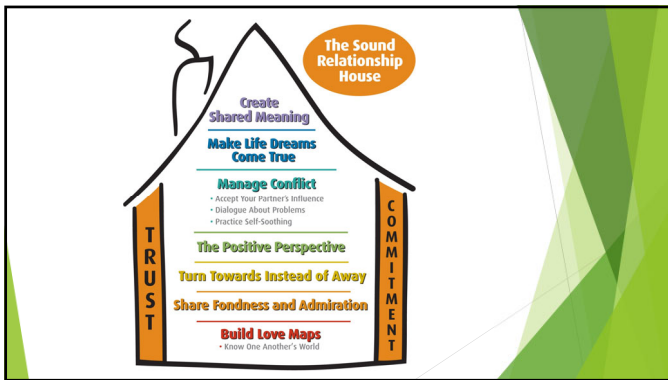 The Sound
Relationship
House
Create
Shared Meaning
Make Life Dreams
Come True
Manage Conflict
• Accept Your Partner's Influence
• Dialogue About Problems
• Practice Self-Soothing
The Positive Perspective
Turn Towards Instead of Away
Share Fondness and Admiration
Build Love Maps
• Know One Another's World
TRUST
COMMITMENT